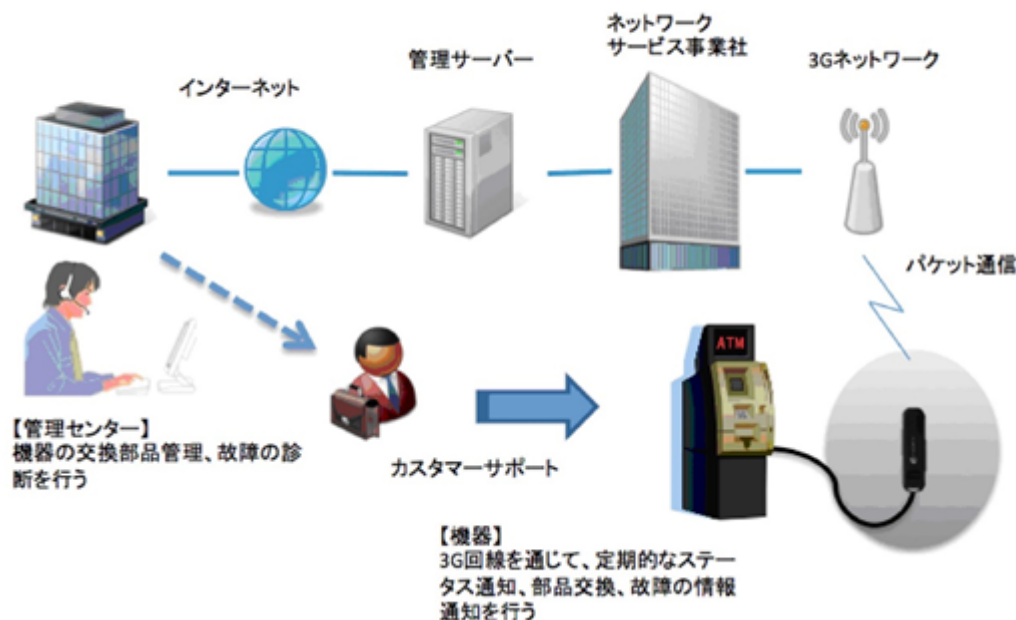 ネットワーク
サービス事業社
管理サーバー
3Gネットワーク
インターネット
パケット通信
ATM
【管理センター】
機器の交換部品管理、故障の診
断を行う
カスタマーサポート
【機器】
3G回線を通じて、定期的なステー
タス通知、部品交換、故障の情報
通知を行う